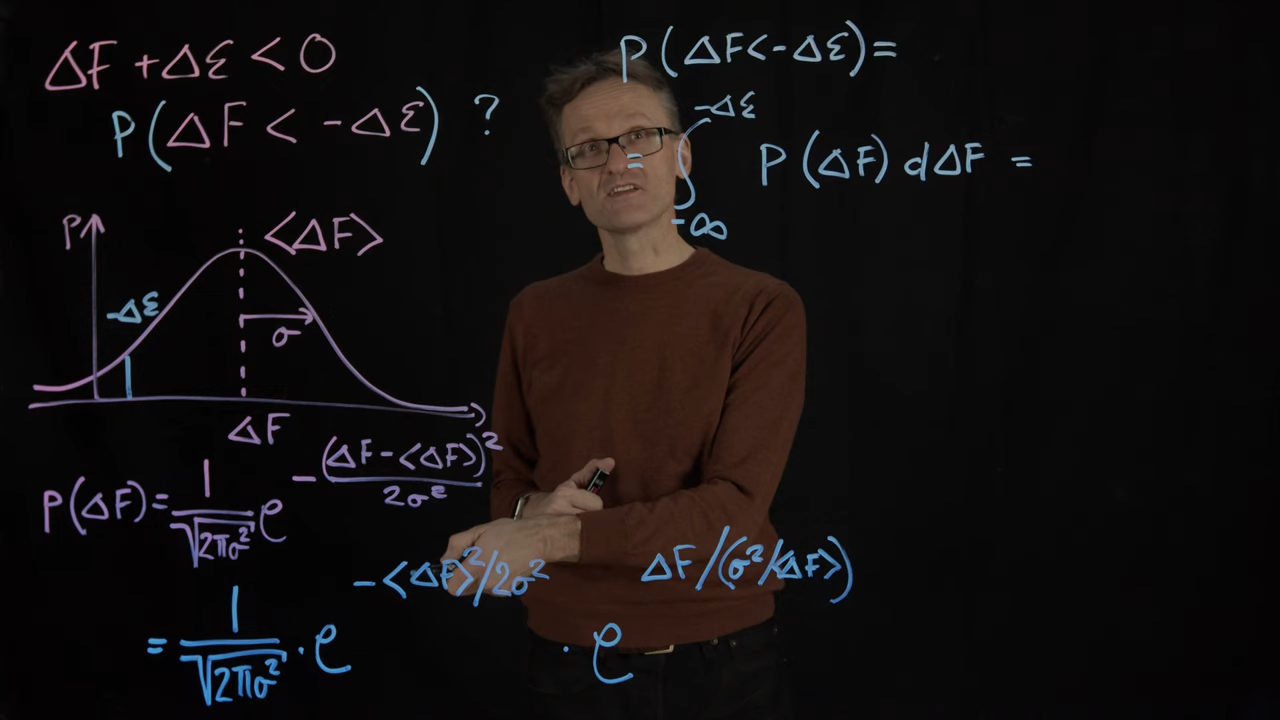 ΔF + Δε < 0
P(ΔF < -Δε) ?
P
<ΔF>
-Δε
σ
ΔF
P(ΔF) = 1/√(2πσ²) e^(-(ΔF - <ΔF>)²/2σ²)
= 1/√(2πσ²) · e^(-<ΔF>²/2σ²) · e^(ΔF/(σ²/<ΔF>))
P(ΔF < -Δε) =
= ∫_{-∞}^{-Δε} P(ΔF) dΔF =